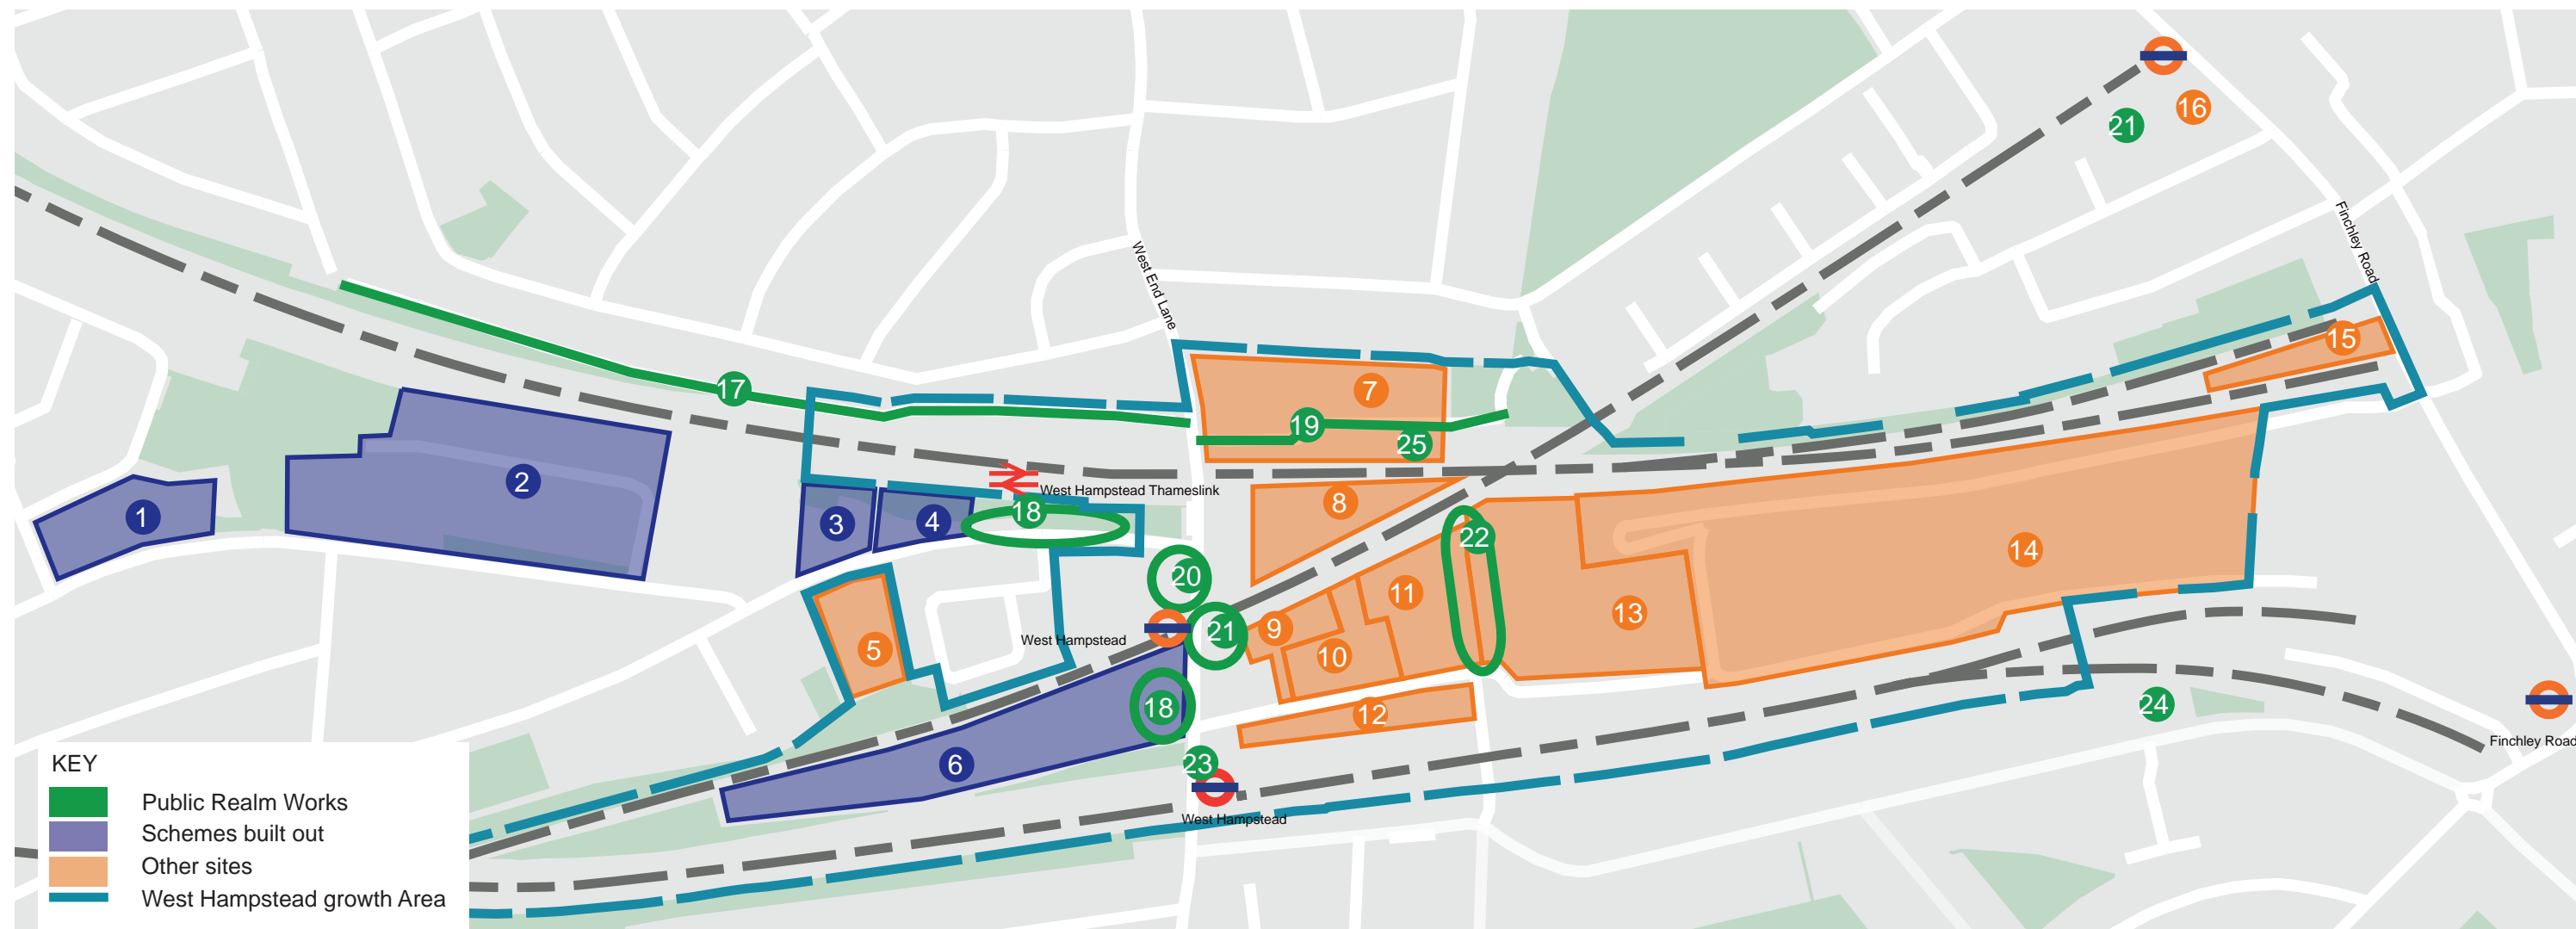 16
21
Finchley Road
West End Lane
15
17
7
19
25
2
West Hampstead Thameslink
8
1
3
4
18
22
14
20
11
13
21
9
West Hampstead
5
10
24
18
12
Finchley Road
23
6
West Hampstead
KEY
Public Realm Works
Schemes built out
Other sites
West Hampstead growth Area